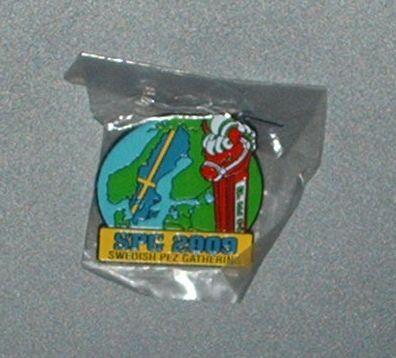 SPG 2009
SWEDISH PEZ GATHERING